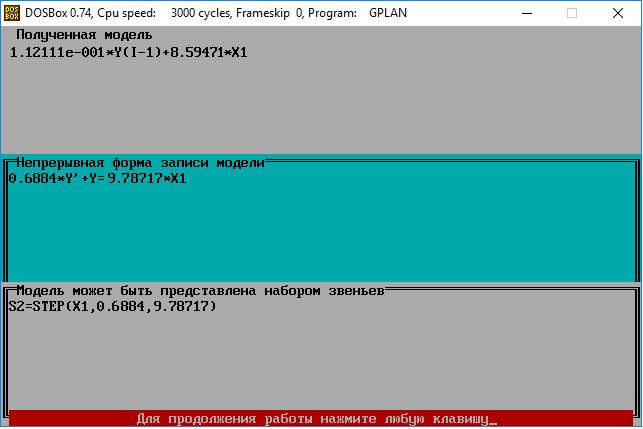 DOSBox 0.74, Cpu speed: 3000 cycles, Frameskip 0, Program: GPLAN
Полученная модель
1.12111e-001*Y(I-1)+8.59471*X1
Непрерывная форма записи модели
0.6884*Y'+Y=9.78717*X1
Модель может быть представлена набором звеньев
S2=STEP(X1,0.6884,9.78717)
Для продолжения работы нажмите любую клавишу_